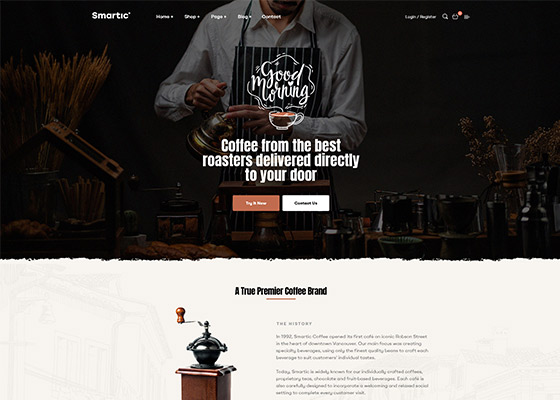 Smartic
Home Shop Pages Blog Contact
Login / Register
Good
Morning
Coffee from the best
roasters delivered directly
to your door
Try It Now
Contact Us
A True Premier Coffee Brand
THE HISTORY
In 1992, Smartic Coffee opened its first café on iconic Robson Street
in the heart of downtown Vancouver. Our main focus was creating
specialty beverages, using only the finest quality beans to craft each
beverage to suit customers' individual tastes.
Today, Smartic is widely known for our individually crafted coffees,
proprietary teas, chocolate and fruit-based beverages. Each café is
also carefully designed to incorporate a welcoming and relaxed social
setting to complete every customer visit.